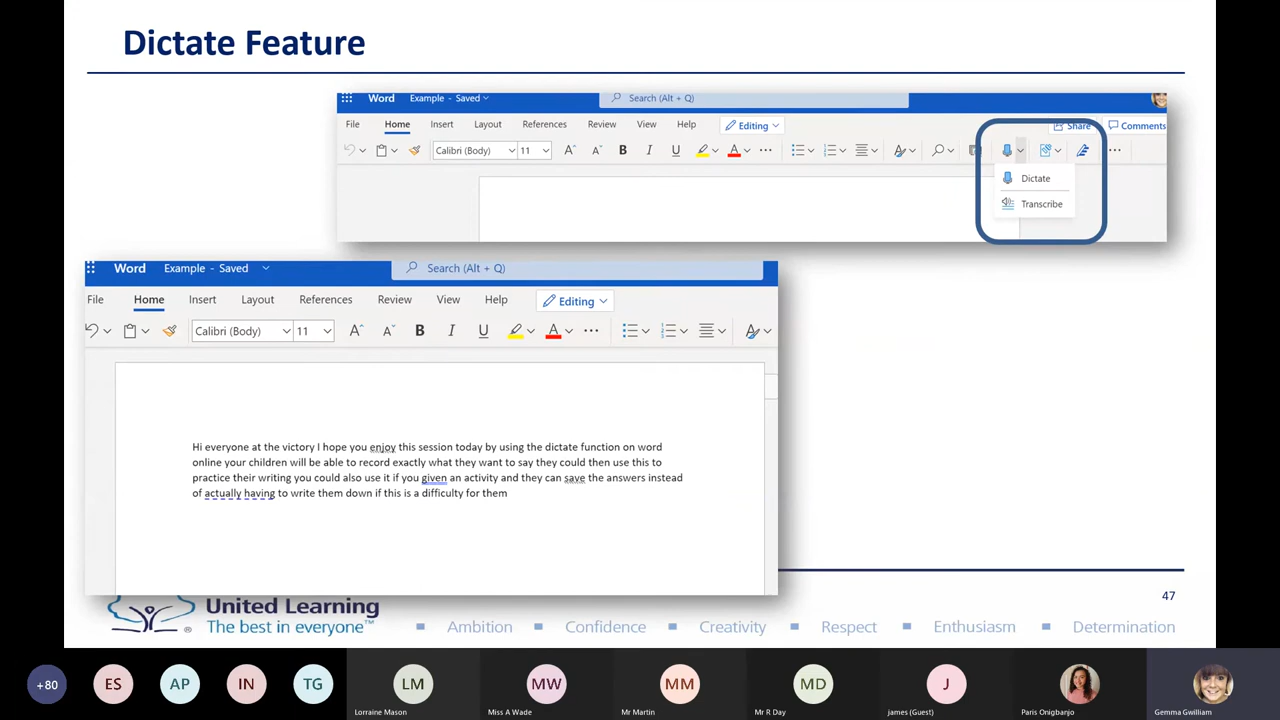 Dictate Feature
Word Example - Saved Search (Alt + Q)
File Home Insert Layout References Review View Help Editing Share Comments
Calibri (Body) 11 A A B I U A ...
Dictate
Transcribe
Word Example - Saved Search (Alt + Q)
File Home Insert Layout References Review View Help Editing
Calibri (Body) 11 A A B I U A ...
Hi everyone at the victory I hope you enjoy this session today by using the dictate function on word
online your children will be able to record exactly what they want to say they could then use this to
practice their writing you could also use it if you given an activity and they can save the answers instead
of actually having to write them down if this is a difficulty for them
47
United Learning
The best in everyone™
Ambition Confidence Creativity Respect Enthusiasm Determination
+80 ES AP IN TG LM MW MM MD J
Lorraine Mason Miss A Wade Mr Martin Mr R Day james (Guest) Paris Onigbanjo Gemma Gwilliam